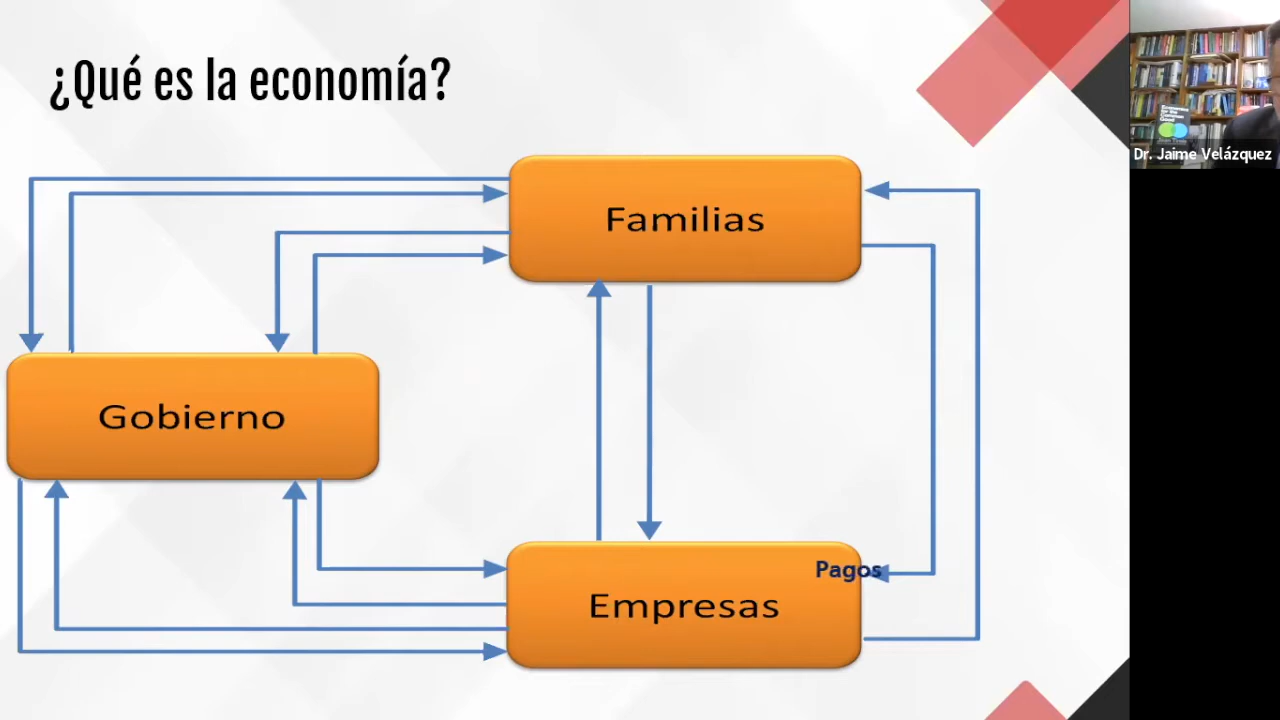 ¿Qué es la economía?
Dr. Jaime Velázquez
Familias
Gobierno
Pagos
Empresas